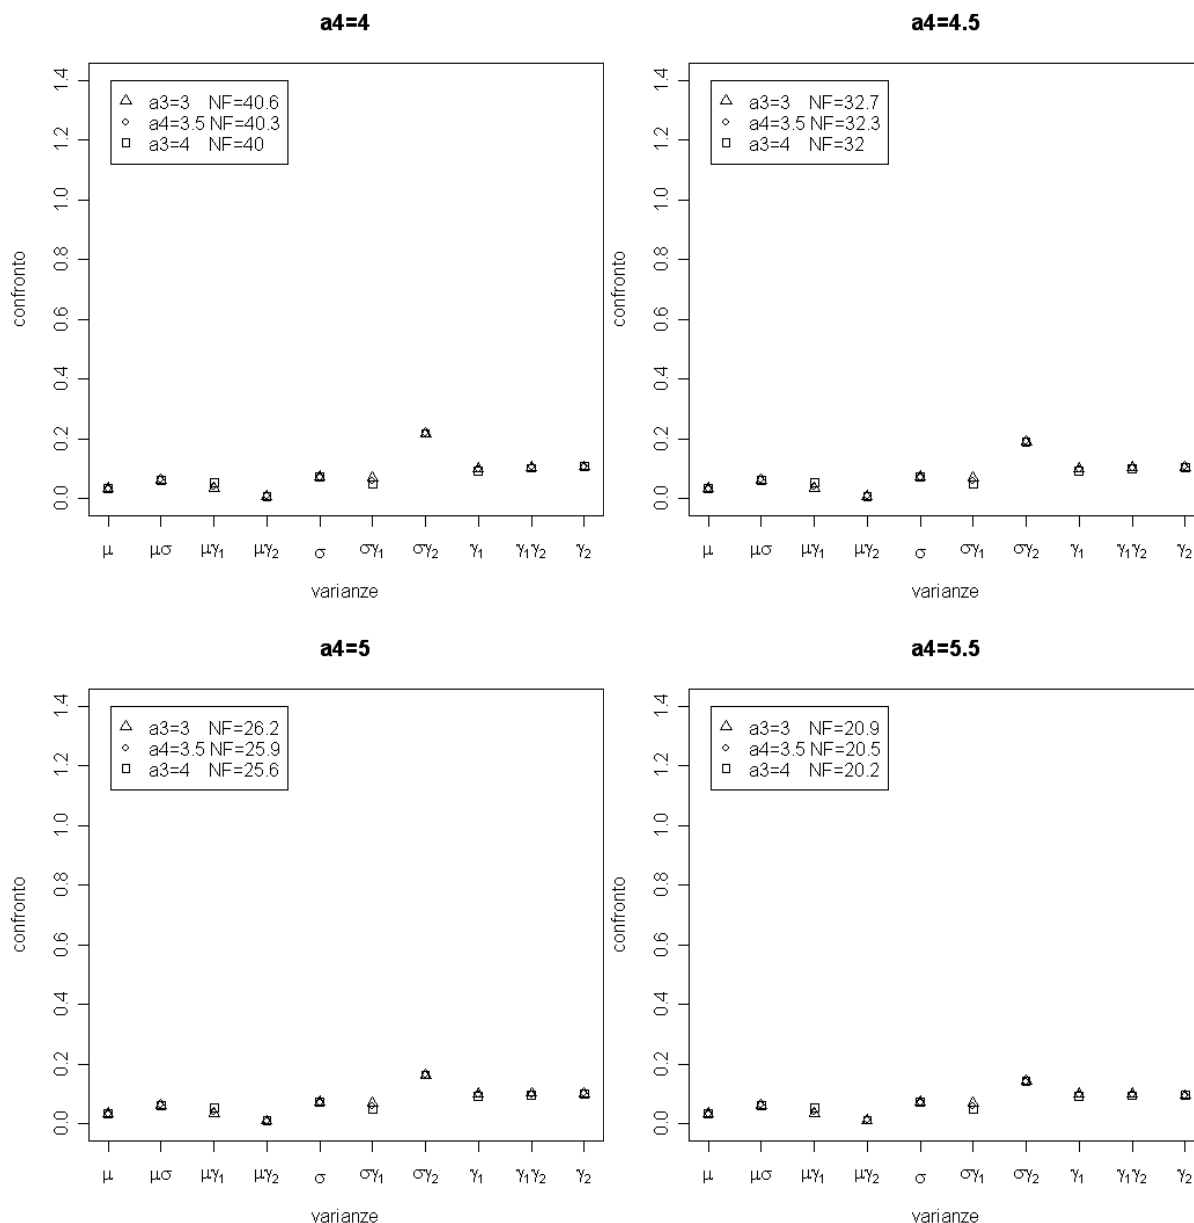 a4=4
a3=3 NF=40.6
a4=3.5 NF=40.3
a3=4 NF=40
confronto
0.0 0.2 0.4 0.6 0.8 1.0 1.2 1.4
μ μσ μγ₁ μγ₂ σ σγ₁ σγ₂ γ₁ γ₁γ₂ γ₂
varianze
a4=4.5
a3=3 NF=32.7
a4=3.5 NF=32.3
a3=4 NF=32
confronto
0.0 0.2 0.4 0.6 0.8 1.0 1.2 1.4
μ μσ μγ₁ μγ₂ σ σγ₁ σγ₂ γ₁ γ₁γ₂ γ₂
varianze
a4=5
a3=3 NF=26.2
a4=3.5 NF=25.9
a3=4 NF=25.6
confronto
0.0 0.2 0.4 0.6 0.8 1.0 1.2 1.4
μ μσ μγ₁ μγ₂ σ σγ₁ σγ₂ γ₁ γ₁γ₂ γ₂
varianze
a4=5.5
a3=3 NF=20.9
a4=3.5 NF=20.5
a3=4 NF=20.2
confronto
0.0 0.2 0.4 0.6 0.8 1.0 1.2 1.4
μ μσ μγ₁ μγ₂ σ σγ₁ σγ₂ γ₁ γ₁γ₂ γ₂
varianze